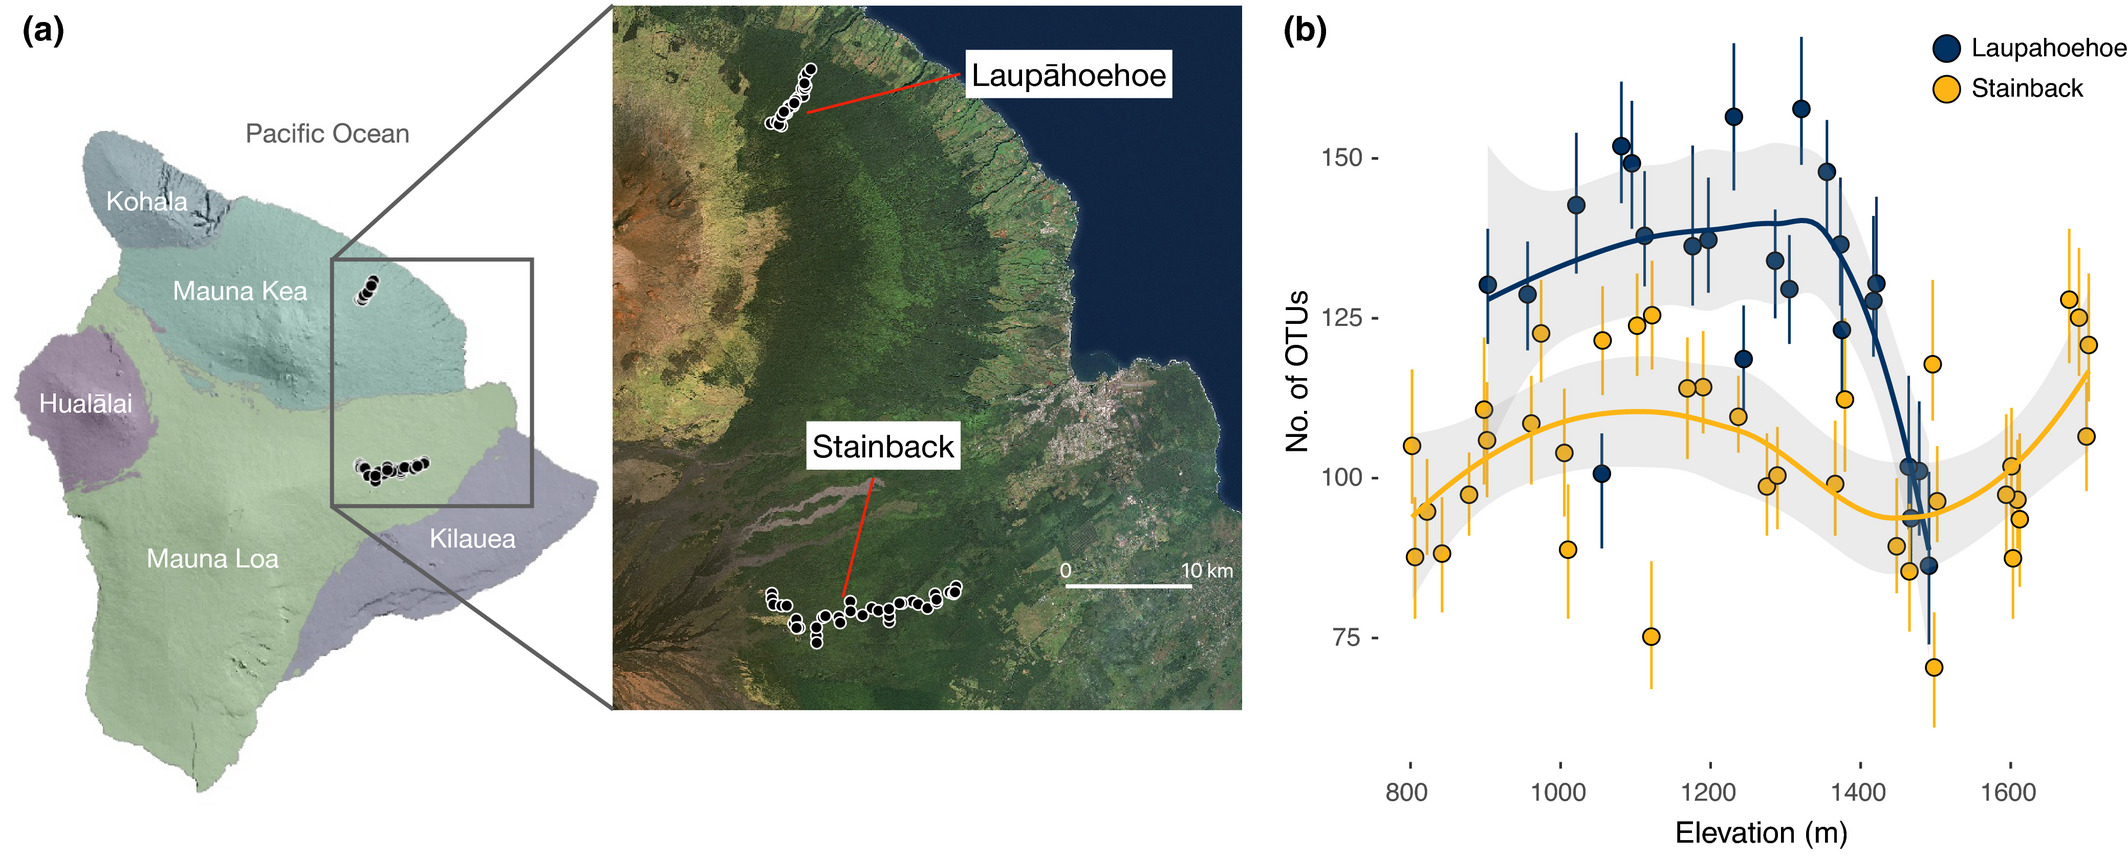 (a)
Pacific Ocean
Kohala
Mauna Kea
Hualālai
Mauna Loa
Kilauea
Laupāhoehoe
Stainback
0 10 km
(b)
Laupahoehoe
Stainback
No. of OTUs
150
125
100
75
800 1000 1200 1400 1600
Elevation (m)